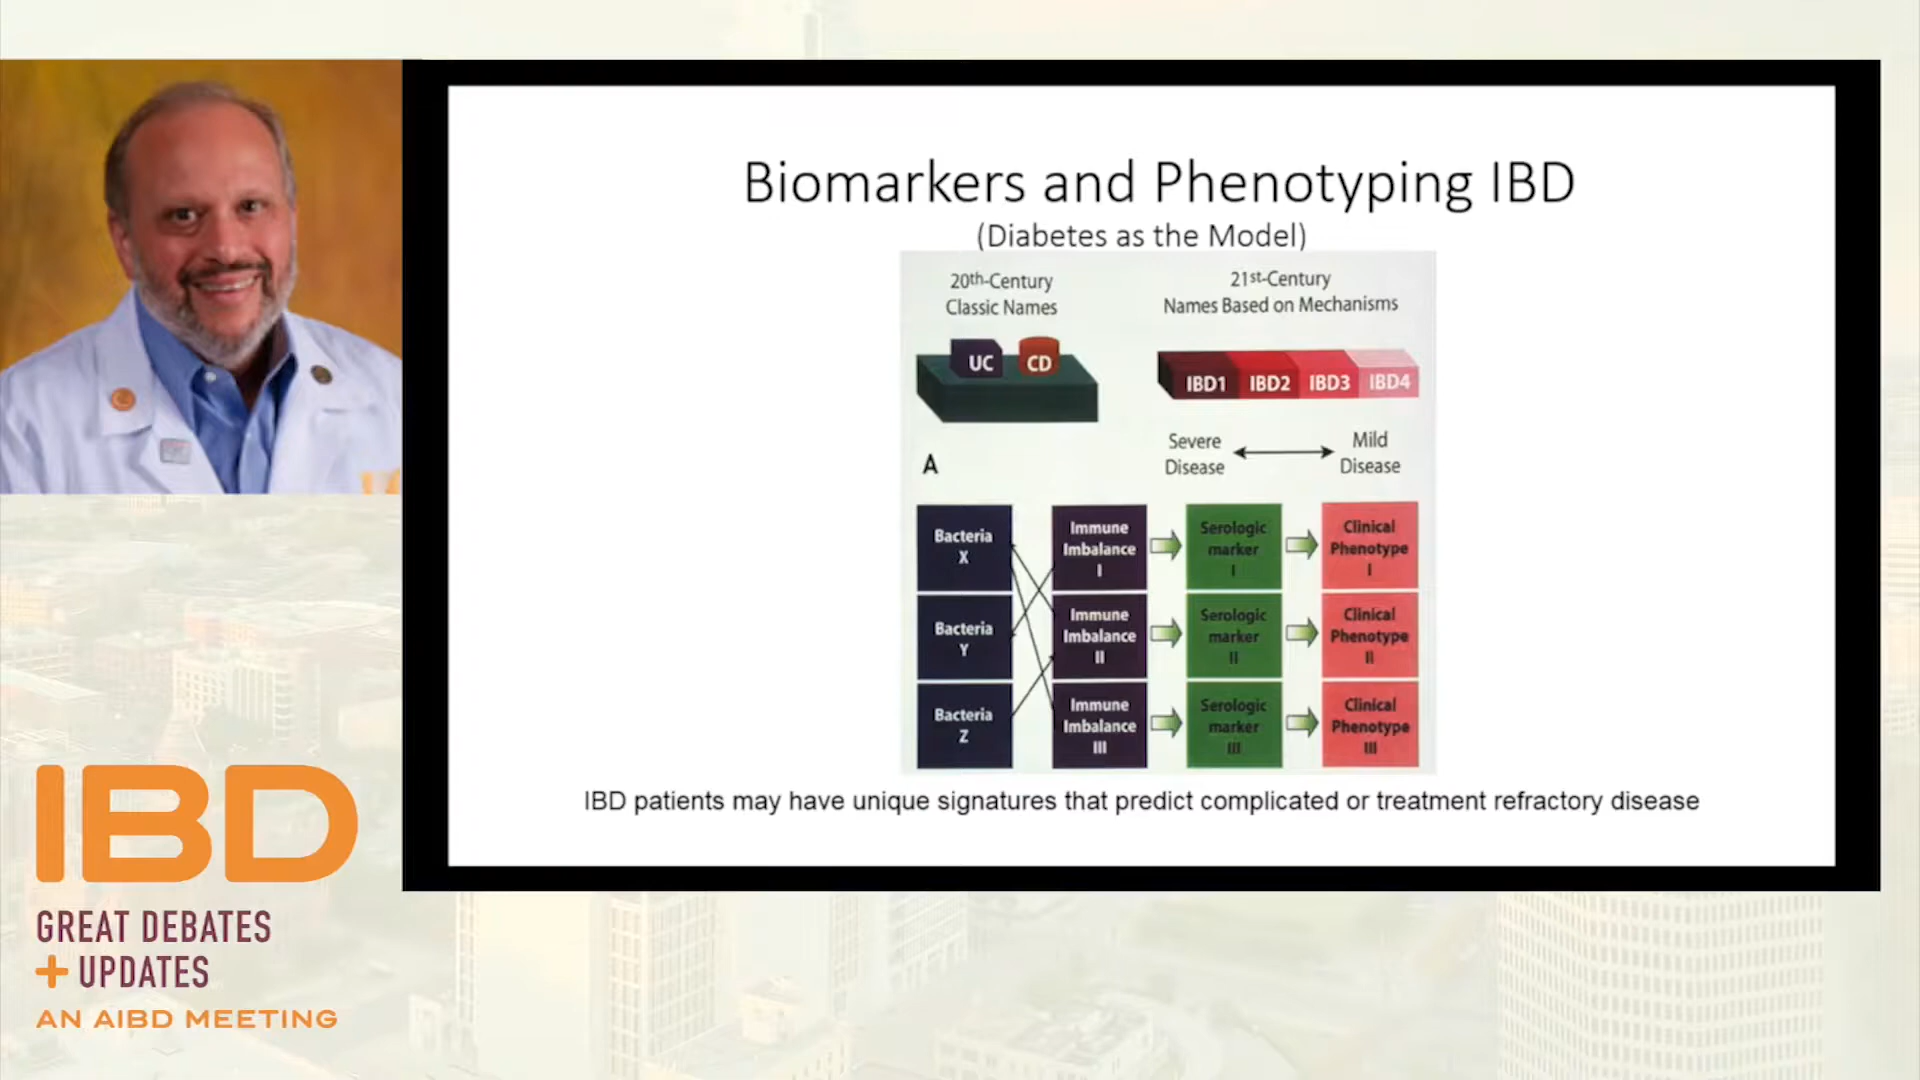 Biomarkers and Phenotyping IBD
(Diabetes as the Model)
20th-Century
Classic Names
21st-Century
Names Based on Mechanisms
UC
CD
IBD1
IBD2
IBD3
IBD4
Severe
Disease
Mild
Disease
A
Bacteria
X
Immune
Imbalance
I
Serologic
marker
I
Clinical
Phenotype
I
Bacteria
Y
Immune
Imbalance
II
Serologic
marker
II
Clinical
Phenotype
II
Bacteria
Z
Immune
Imbalance
III
Serologic
marker
III
Clinical
Phenotype
III
IBD patients may have unique signatures that predict complicated or treatment refractory disease
IBD
GREAT DEBATES
+ UPDATES
AN AIBD MEETING